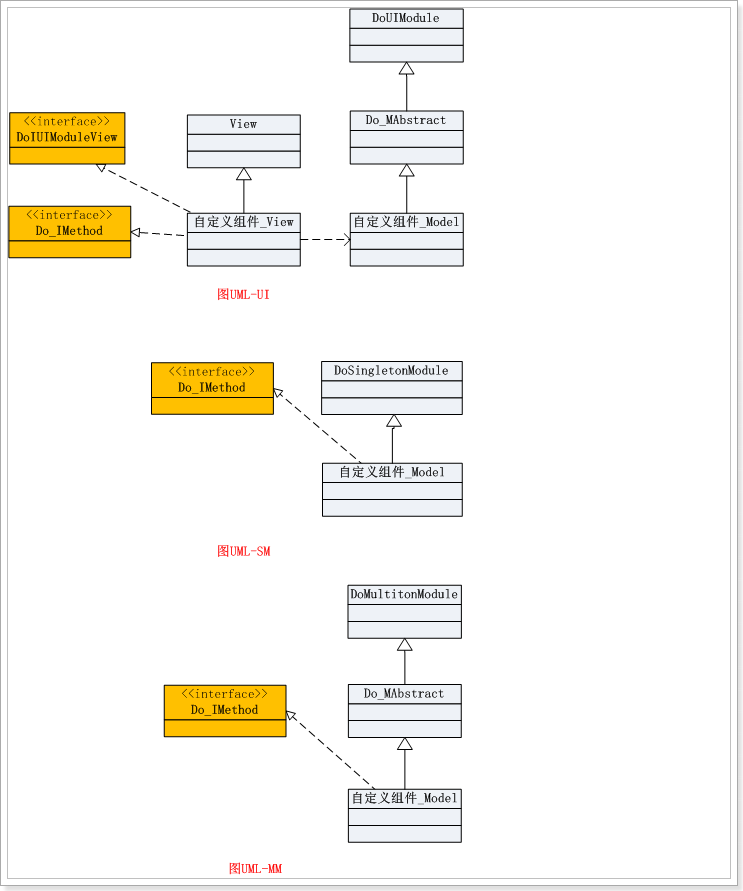 DoUIModule
<<interface>>
DoIUIModuleView
View
Do_MAbstract
<<interface>>
Do_IMethod
自定义组件_View
自定义组件_Model
图UML-UI
<<interface>>
Do_IMethod
DoSingletonModule
自定义组件_Model
图UML-SM
DoMultitonModule
<<interface>>
Do_IMethod
Do_MAbstract
自定义组件_Model
图UML-MM